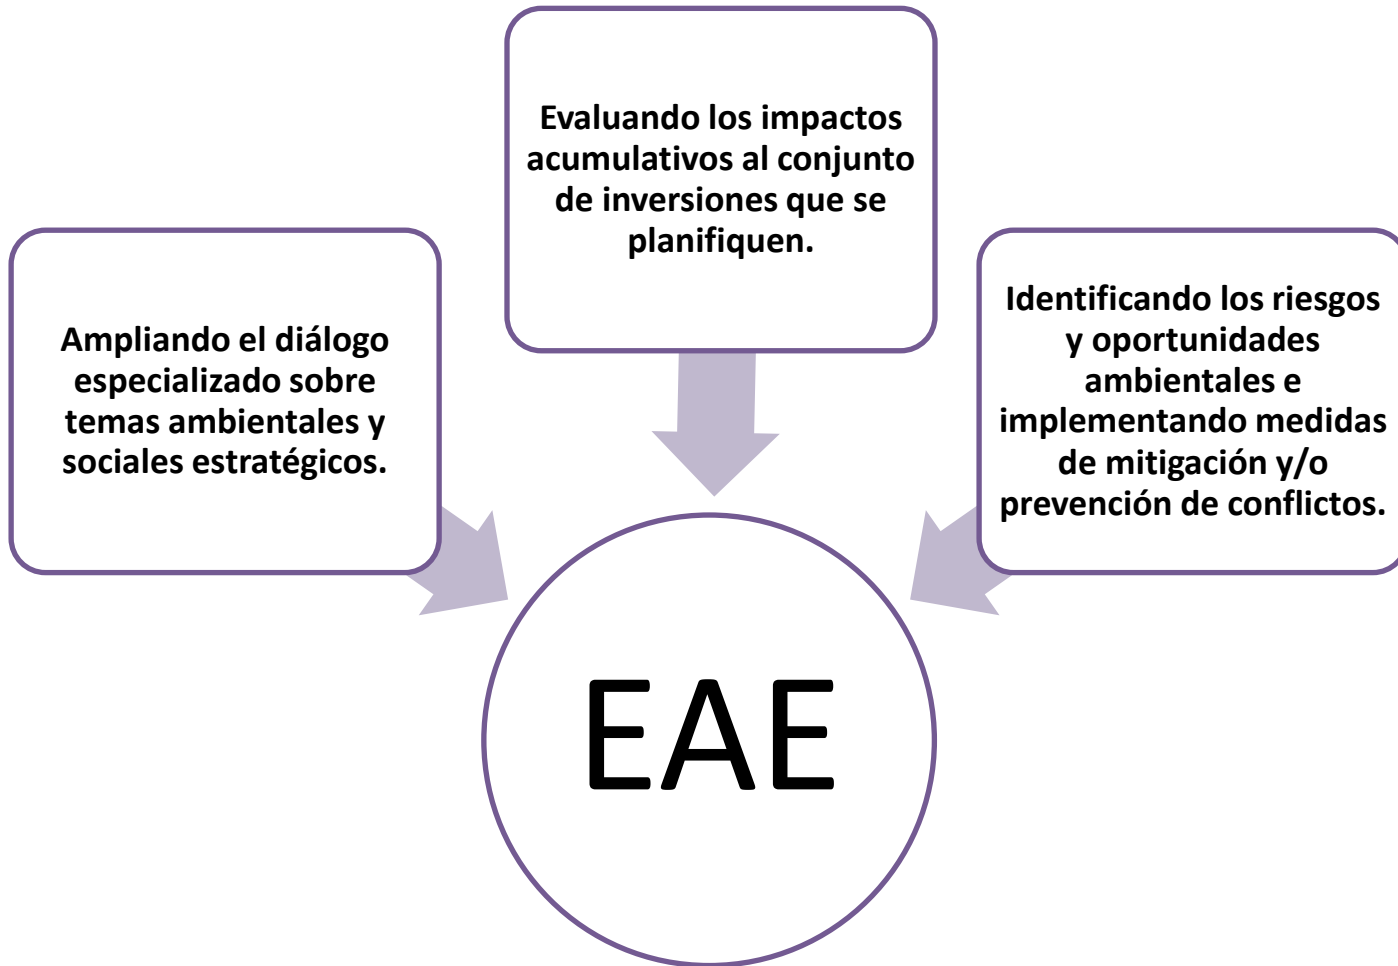 Evaluando los impactos
acumulativos al conjunto
de inversiones que se
planifiquen.
Ampliando el diálogo
especializado sobre
temas ambientales y
sociales estratégicos.
Identificando los riesgos
y oportunidades
ambientales e
implementando medidas
de mitigación y/o
prevención de conflictos.
EAE